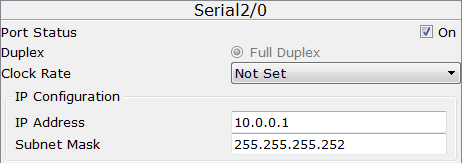 Serial2/0
Port Status On
Duplex Full Duplex
Clock Rate Not Set
IP Configuration
IP Address 10.0.0.1
Subnet Mask 255.255.255.252